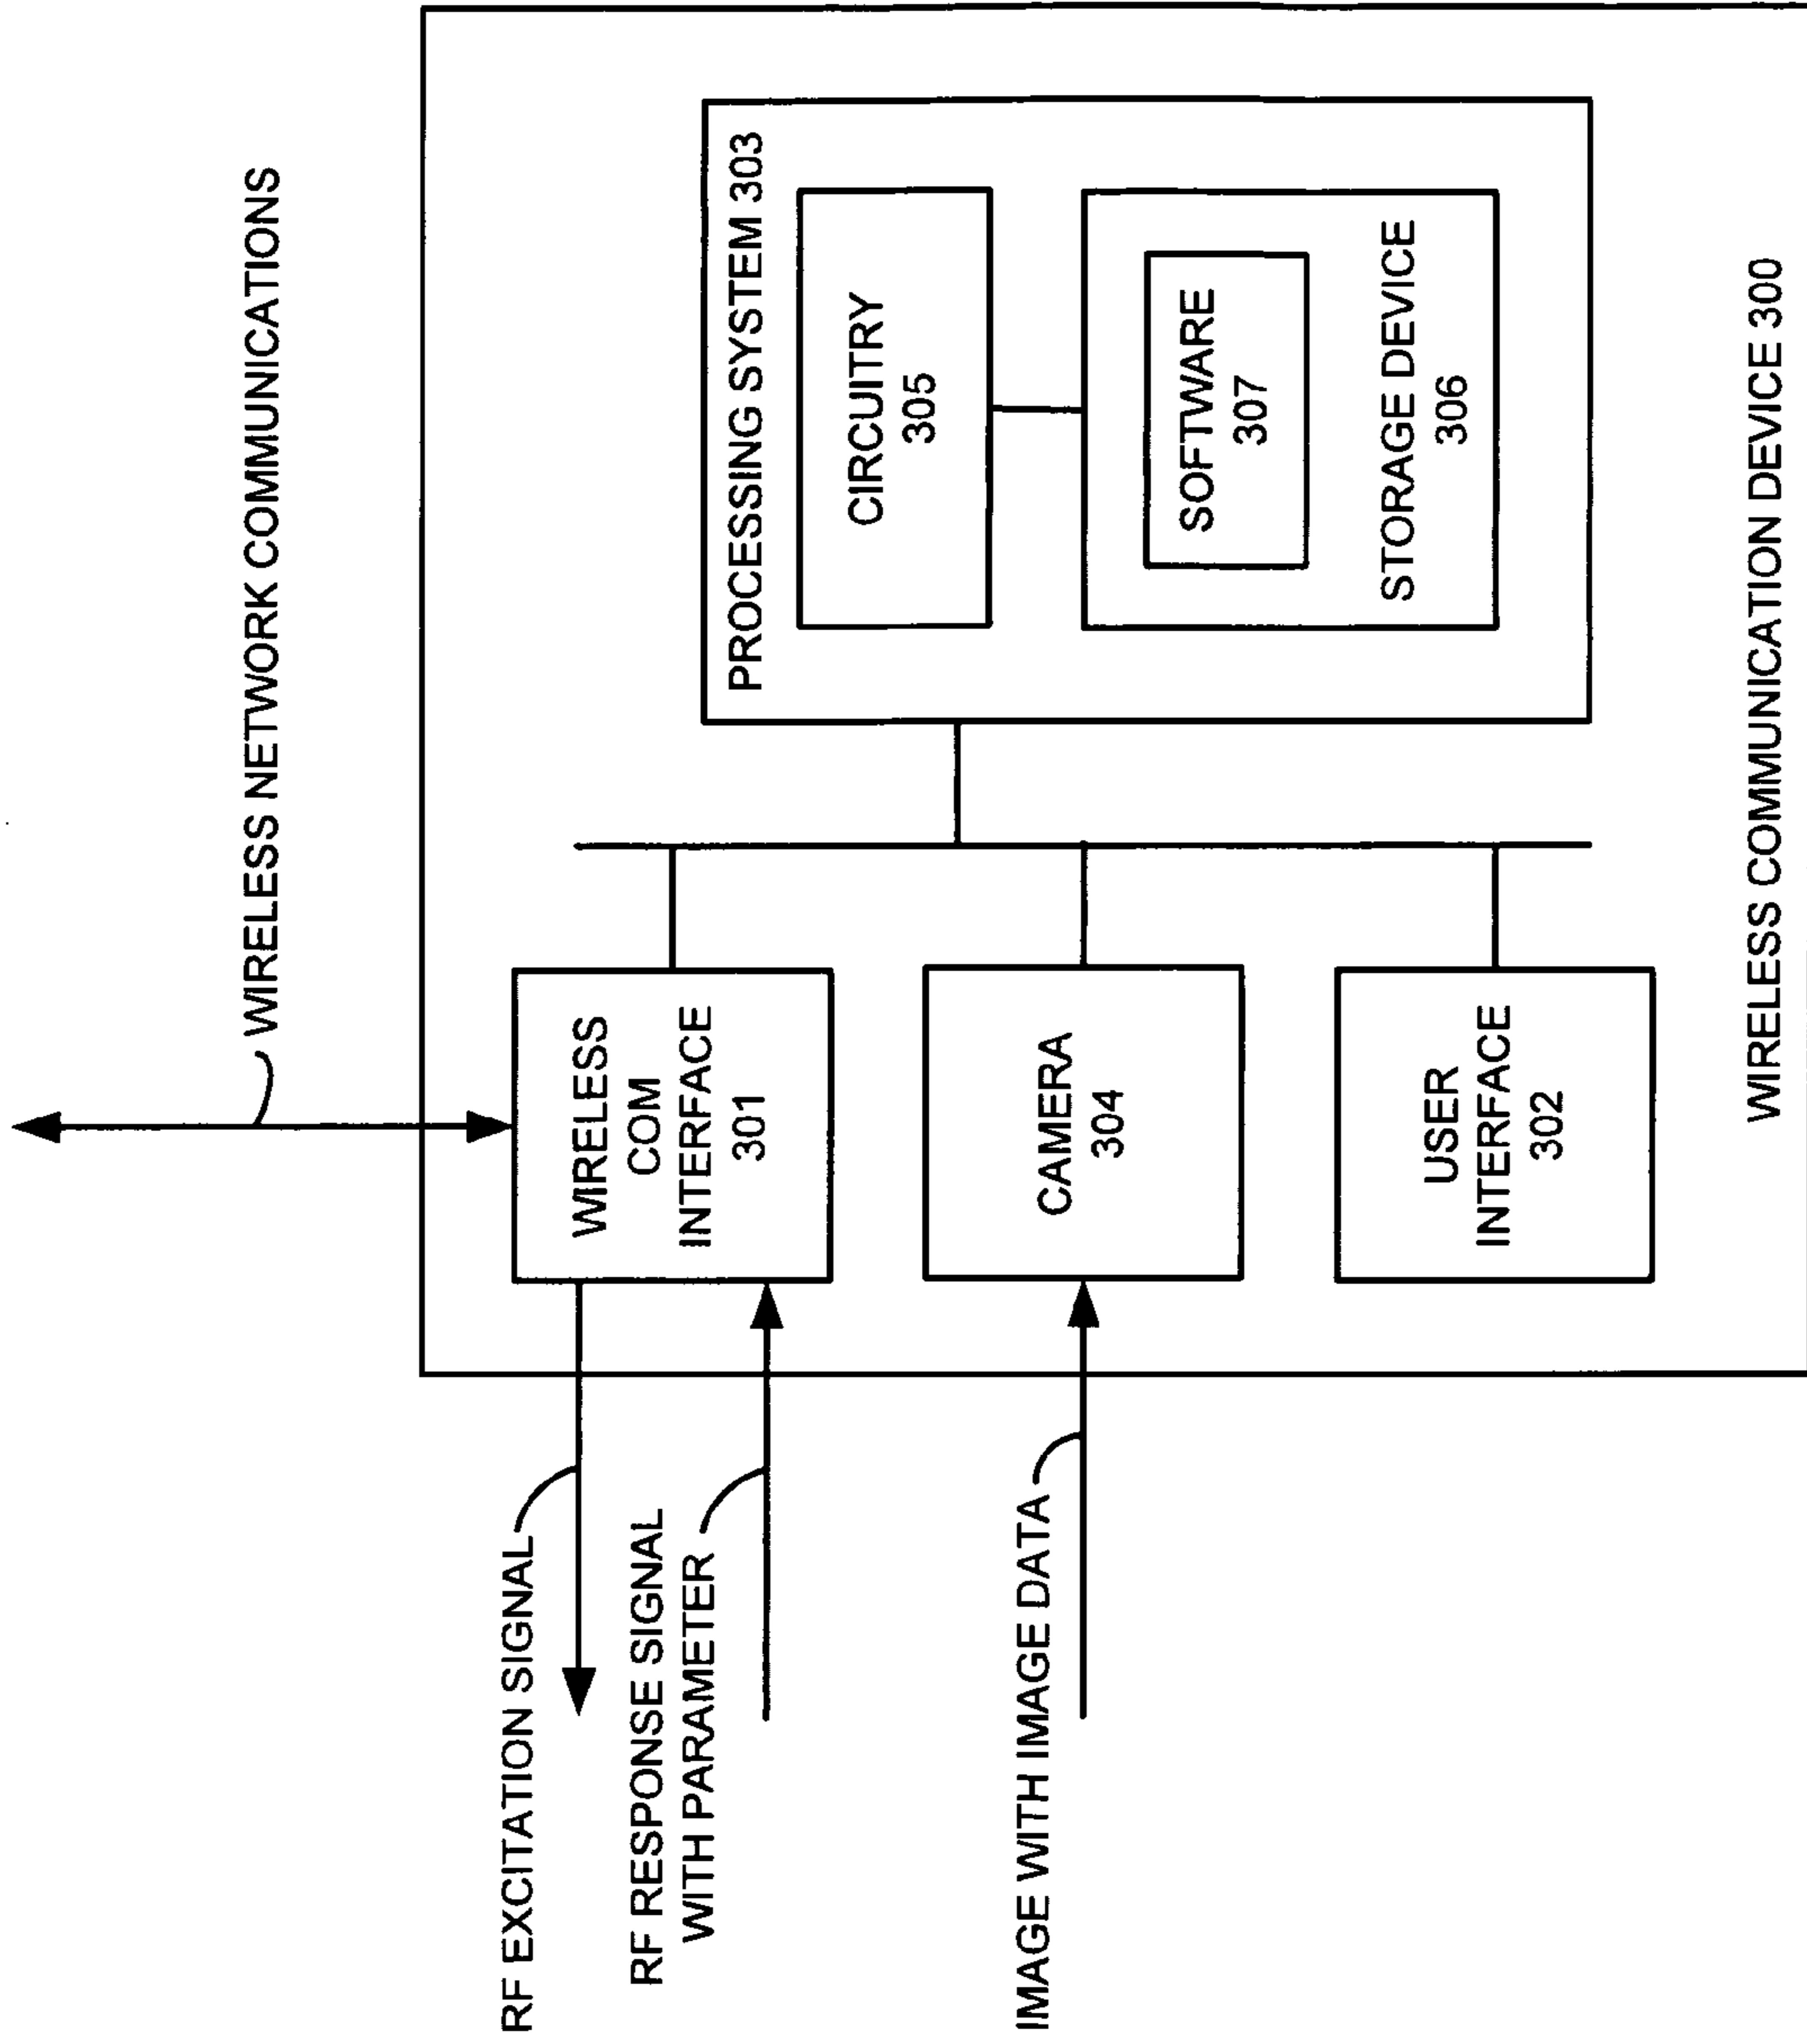 WIRELESS NETWORK COMMUNICATIONS
RF EXCITATION SIGNAL
RF RESPONSE SIGNAL
WITH PARAMETER
IMAGE WITH IMAGE DATA
WIRELESS
COM
INTERFACE
301
CAMERA
304
USER
INTERFACE
302
PROCESSING SYSTEM 303
CIRCUITRY
305
SOFTWARE
307
STORAGE DEVICE
306
WIRELESS COMMUNICATION DEVICE 300